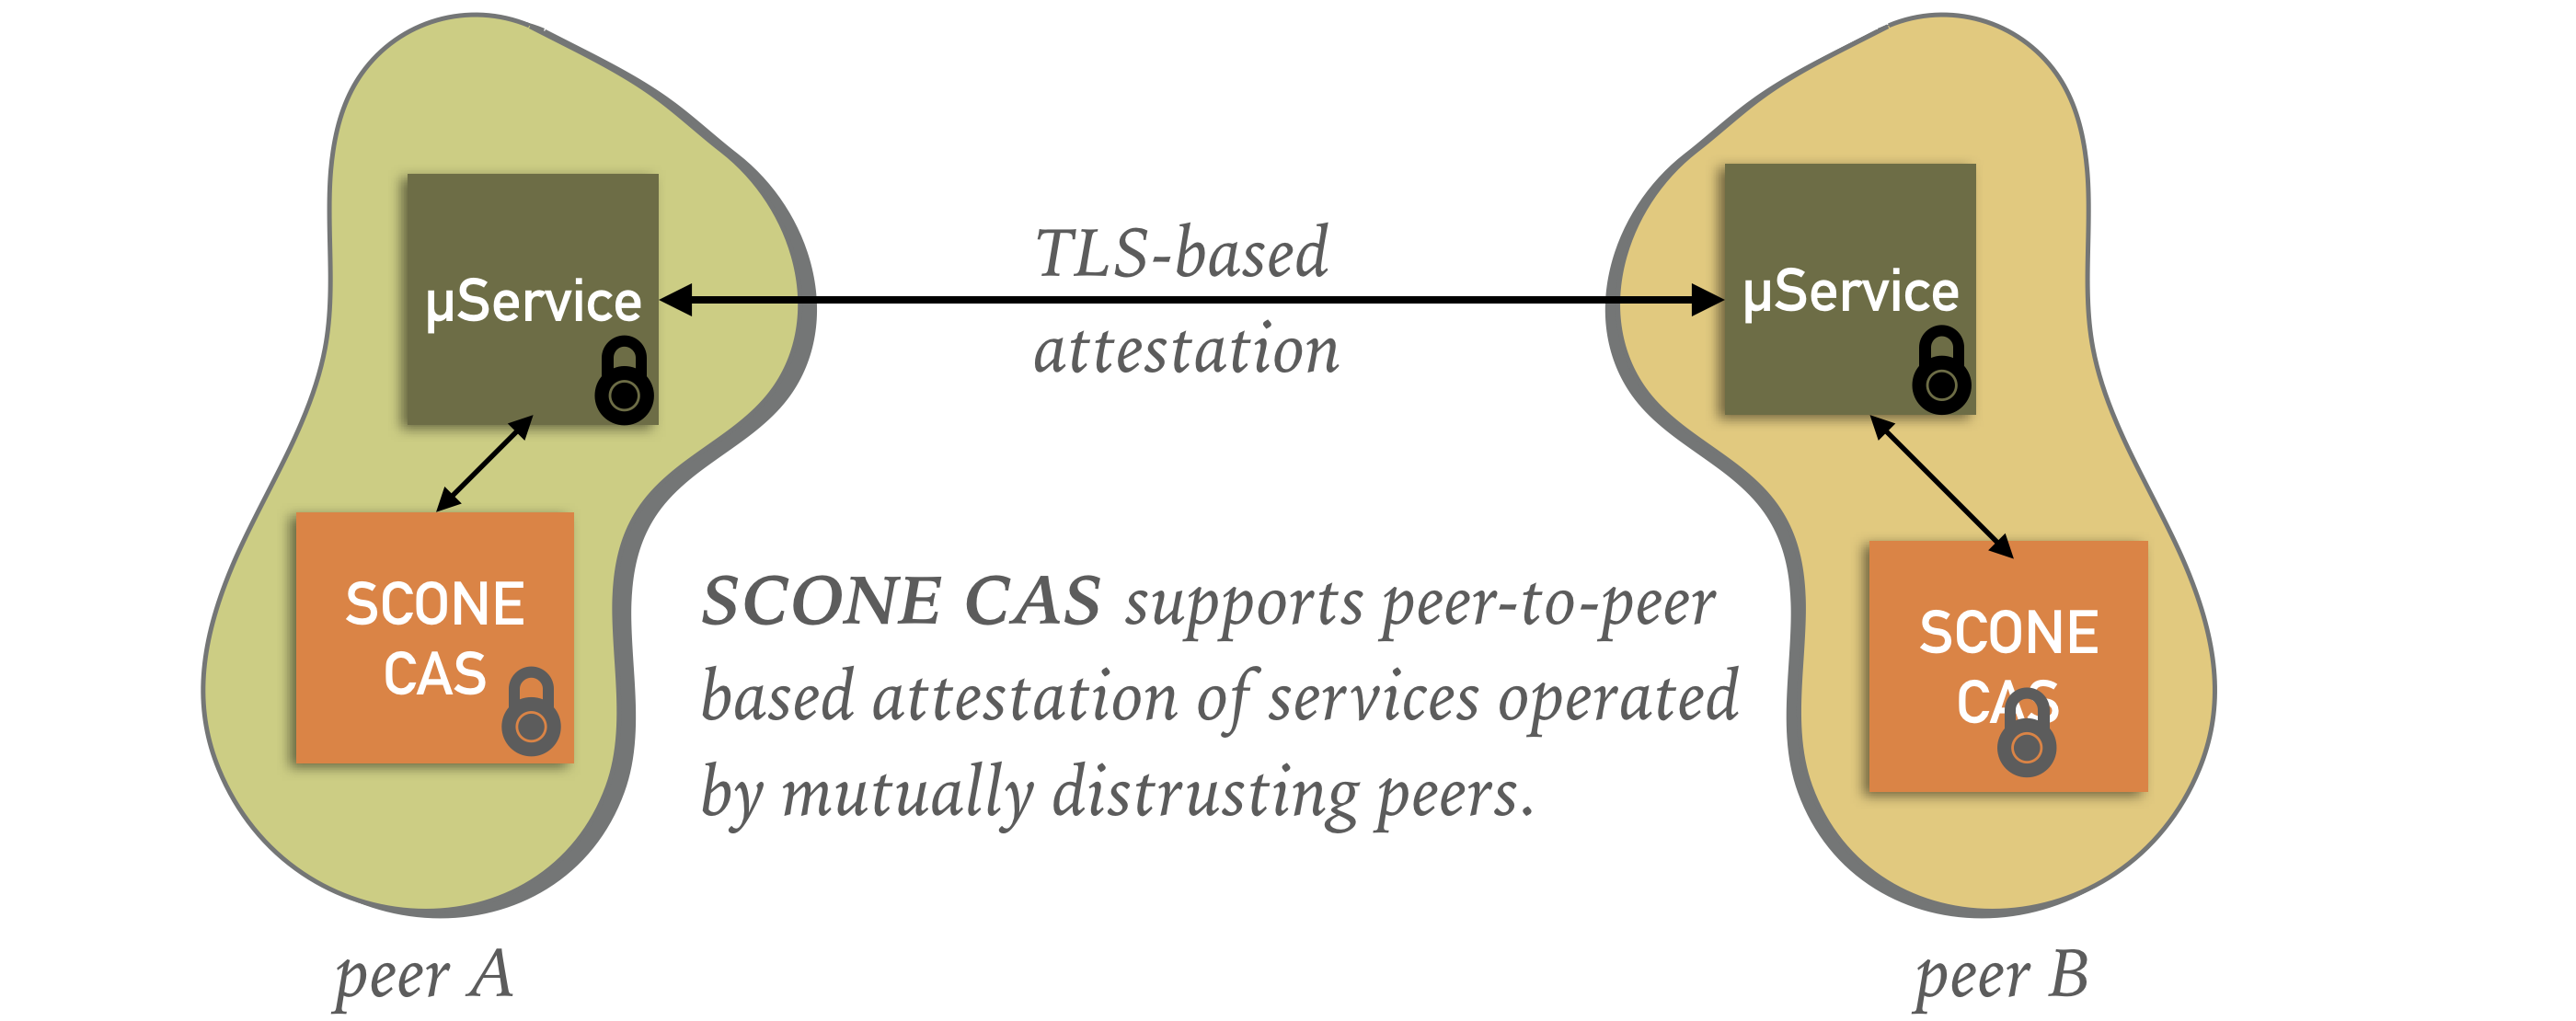 TLS-based
attestation
µService
µService
SCONE
CAS
SCONE
CAS
SCONE CAS supports peer-to-peer
based attestation of services operated
by mutually distrusting peers.
peer A
peer B